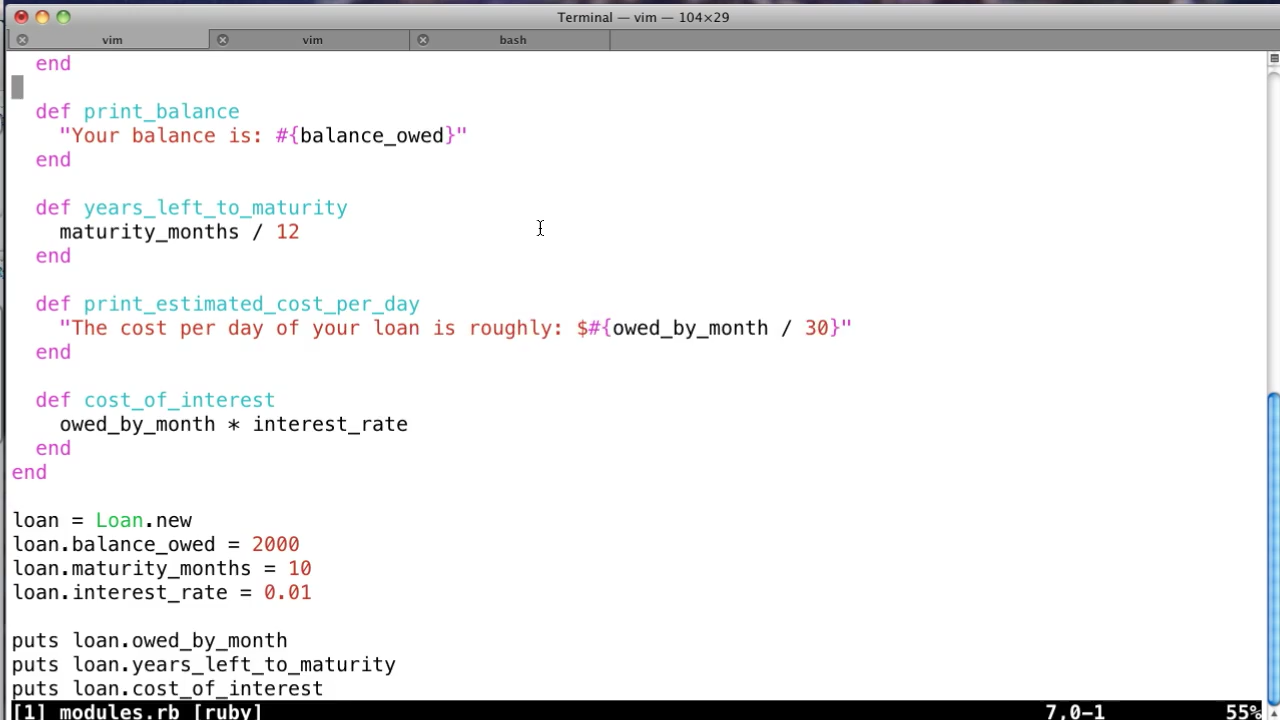 Terminal — vim — 104×29
vim vim bash
end
def print_balance
"Your balance is: #{balance_owed}"
end
def years_left_to_maturity
maturity_months / 12
end
def print_estimated_cost_per_day
"The cost per day of your loan is roughly: $#{owed_by_month / 30}"
end
def cost_of_interest
owed_by_month * interest_rate
end
end
loan = Loan.new
loan.balance_owed = 2000
loan.maturity_months = 10
loan.interest_rate = 0.01
puts loan.owed_by_month
puts loan.years_left_to_maturity
puts loan.cost_of_interest
[1] modules.rb [ruby] 7,0-1 55%